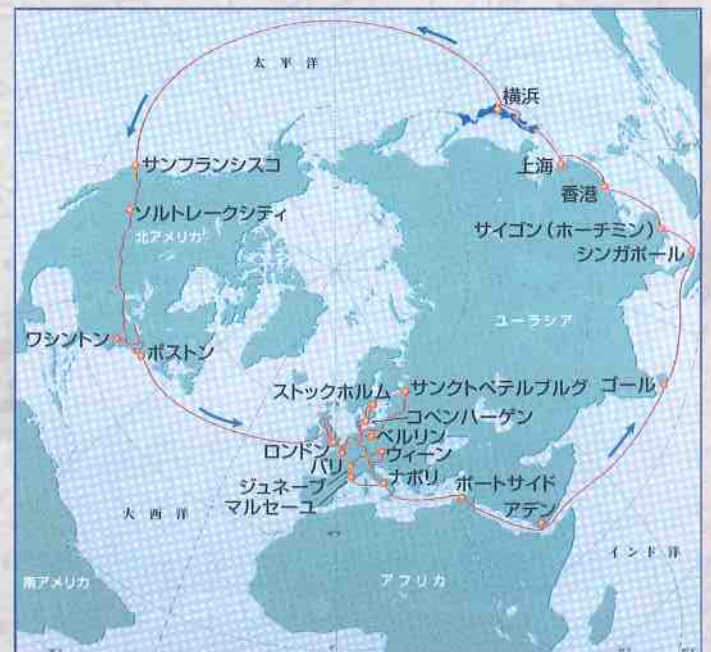 太平洋
横浜
サンフランシスコ
上海
香港
ソルトレークシティ
サイゴン(ホーチミン)
北アメリカ
シンガポール
ユーラシア
ワシントン
ボストン
ストックホルム
サンクトペテルブルグ
ゴール
コペンハーゲン
ベルリン
ロンドン
ウィーン
パリ
ナポリ
ジュネーブ
ポートサイド
マルセーユ
アデン
大西洋
インド洋
南アメリカ
アフリカ